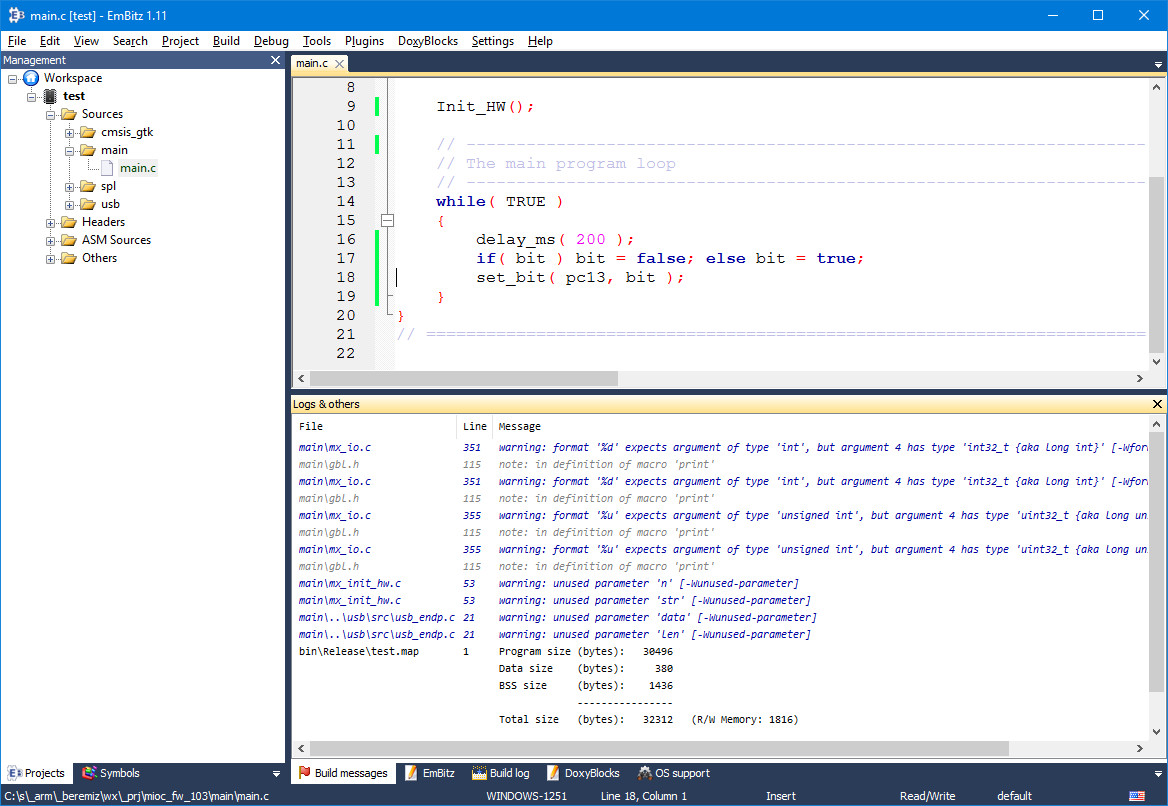 main.c [test] - EmBitz 1.11
File Edit View Search Project Build Debug Tools Plugins DoxyBlocks Settings Help
Management
Workspace
test
Sources
cmsis_gtk
main
main.c
spl
usb
Headers
ASM Sources
Others
Projects Symbols
main.c
8
9 Init_HW();
10
11 // --------------------------------------------------------------------
12 // The main program loop
13 // --------------------------------------------------------------------
14 while( TRUE )
15 {
16 delay_ms( 200 );
17 if( bit ) bit = false; else bit = true;
18 set_bit( pc13, bit );
19 }
20 }
21 // ========================================================================
22
Logs & others
File Line Message
main\mx_io.c 351 warning: format '%d' expects argument of type 'int', but argument 4 has type 'int32_t {aka long int}' [-Wfor
main\gbl.h 115 note: in definition of macro 'print'
main\mx_io.c 351 warning: format '%d' expects argument of type 'int', but argument 4 has type 'int32_t {aka long int}' [-Wfor
main\gbl.h 115 note: in definition of macro 'print'
main\mx_io.c 355 warning: format '%u' expects argument of type 'unsigned int', but argument 4 has type 'uint32_t {aka long un
main\gbl.h 115 note: in definition of macro 'print'
main\mx_io.c 355 warning: format '%u' expects argument of type 'unsigned int', but argument 4 has type 'uint32_t {aka long un
main\gbl.h 115 note: in definition of macro 'print'
main\mx_init_hw.c 53 warning: unused parameter 'n' [-Wunused-parameter]
main\mx_init_hw.c 53 warning: unused parameter 'str' [-Wunused-parameter]
main\..\usb\src\usb_endp.c 21 warning: unused parameter 'data' [-Wunused-parameter]
main\..\usb\src\usb_endp.c 21 warning: unused parameter 'len' [-Wunused-parameter]
bin\Release\test.map 1 Program size (bytes): 30496
Data size (bytes): 380
BSS size (bytes): 1436
----------------
Total size (bytes): 32312 (R/W Memory: 1816)
Build messages EmBitz Build log DoxyBlocks OS support
C:\s\_arm\_beremiz\wx\_prj\mioc_fw_103\main\main.c WINDOWS-1251 Line 18, Column 1 Insert Read/Write default